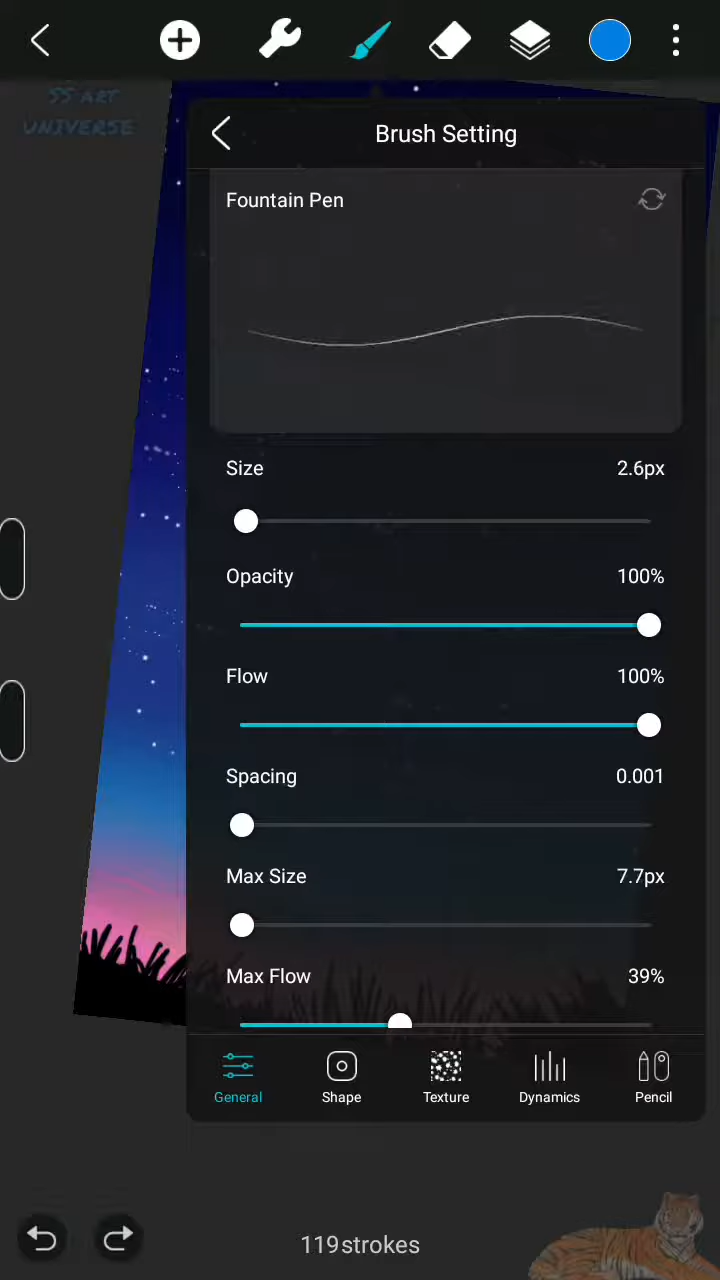 SS ART
UNIVERSE
Brush Setting
Fountain Pen
Size 2.6px
Opacity 100%
Flow 100%
Spacing 0.001
Max Size 7.7px
Max Flow 39%
General Shape Texture Dynamics Pencil
119strokes